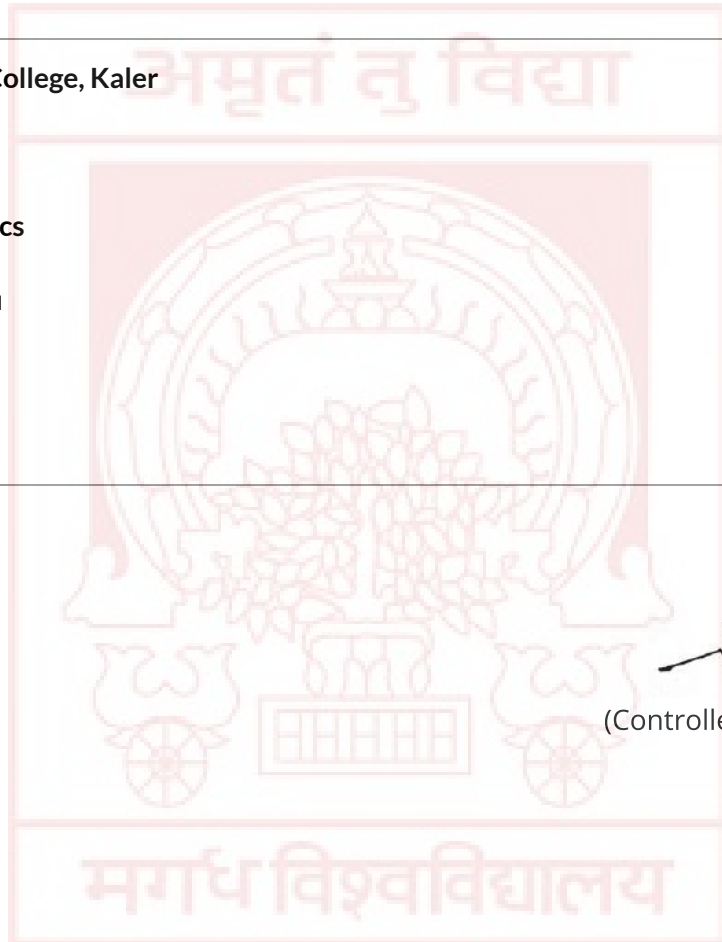 College, Kaler
अमृतं तु विद्या
cs
(Controlle
मगध विश्वविद्यालय